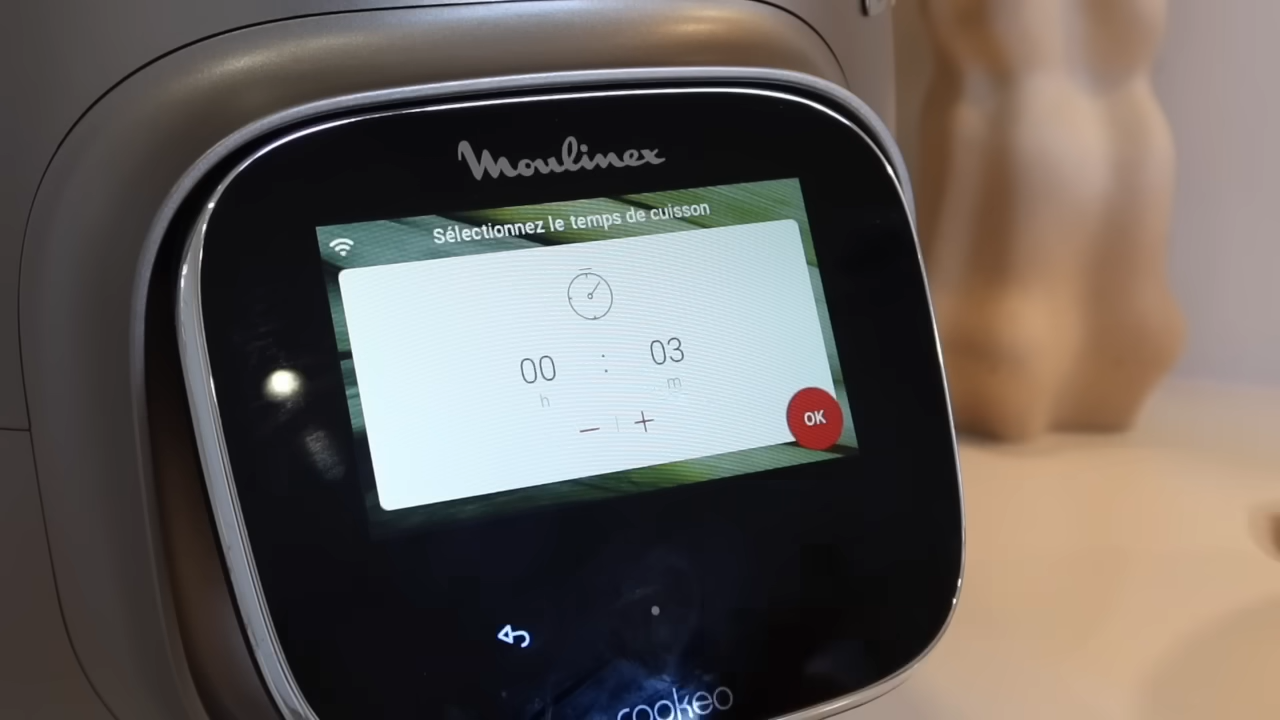 Moulinex
Sélectionnez le temps de cuisson
00 : 03
h m
− | +
OK
cookeo